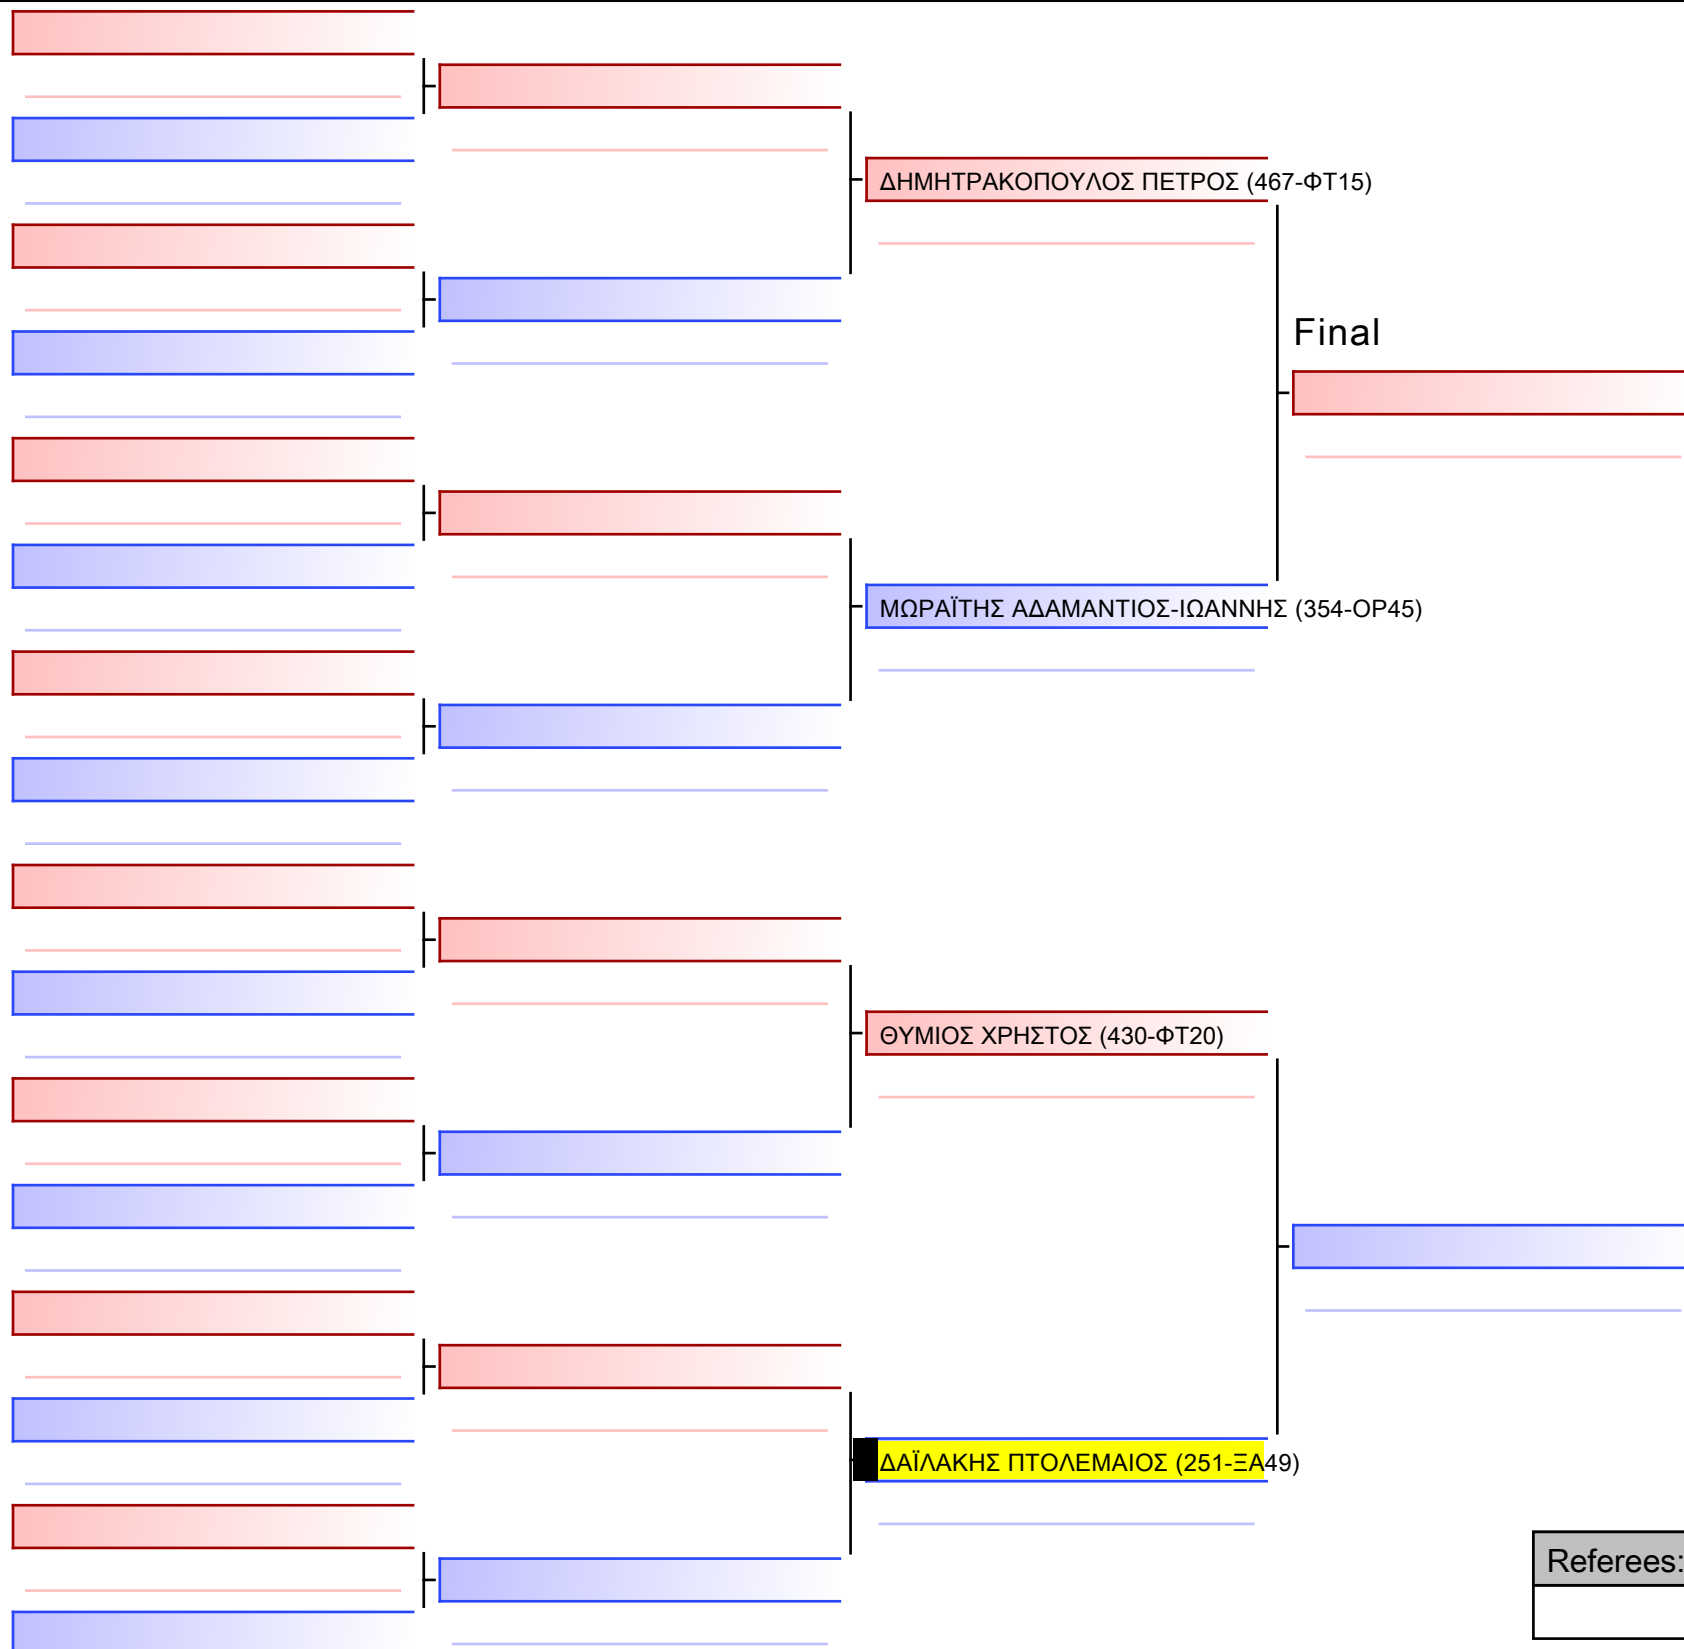 ΔΗΜΗΤΡΑΚΟΠΟΥΛΟΣ ΠΕΤΡΟΣ (467-ΦΤ15)
Final
ΜΩΡΑΪΤΗΣ ΑΔΑΜΑΝΤΙΟΣ-ΙΩΑΝΝΗΣ (354-ΟΡ45)
ΘΥΜΙΟΣ ΧΡΗΣΤΟΣ (430-ΦΤ20)
ΔΑΪΛΑΚΗΣ ΠΤΟΛΕΜΑΙΟΣ (251-ΞΑ49)
Referees: